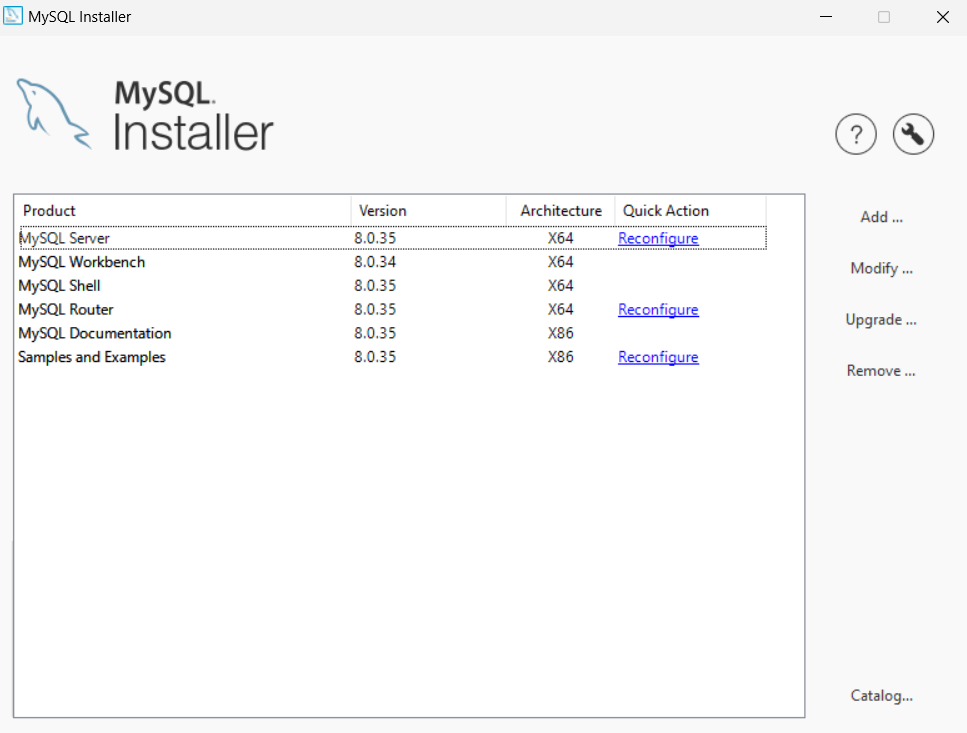 MySQL Installer
MySQL.
Installer
?
Product Version Architecture Quick Action
MySQL Server 8.0.35 X64 Reconfigure
MySQL Workbench 8.0.34 X64
MySQL Shell 8.0.35 X64
MySQL Router 8.0.35 X64 Reconfigure
MySQL Documentation 8.0.35 X86
Samples and Examples 8.0.35 X86 Reconfigure
Add ...
Modify ...
Upgrade ...
Remove ...
Catalog...